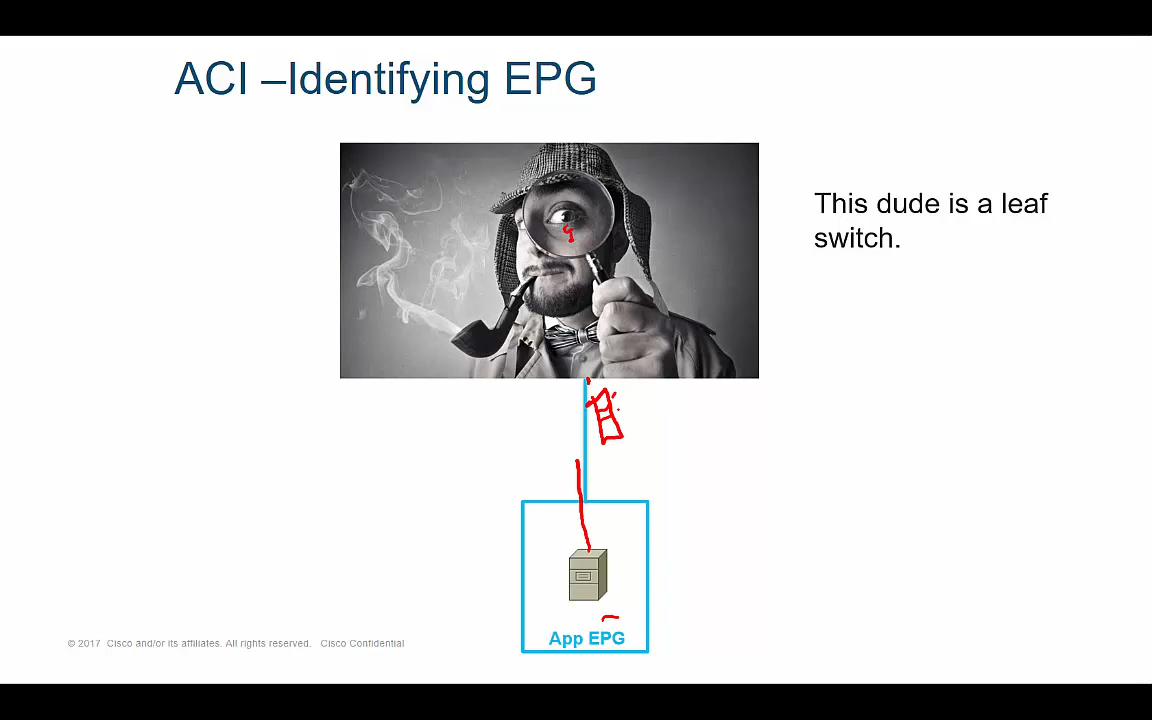 ACI –Identifying EPG
This dude is a leaf
switch.
App EPG
© 2017 Cisco and/or its affiliates. All rights reserved. Cisco Confidential